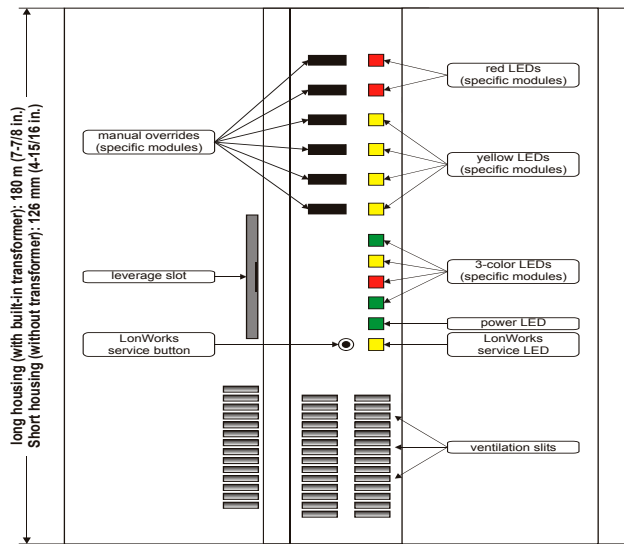 long housing (with built-in transformer): 180 m (7-7/8 in.)
Short housing (without transformer): 126 mm (4-15/16 in.)
manual overrides
(specific modules)
leverage slot
LonWorks
service button
red LEDs
(specific modules)
yellow LEDs
(specific modules)
3-color LEDs
(specific modules)
power LED
LonWorks
service LED
ventilation slits